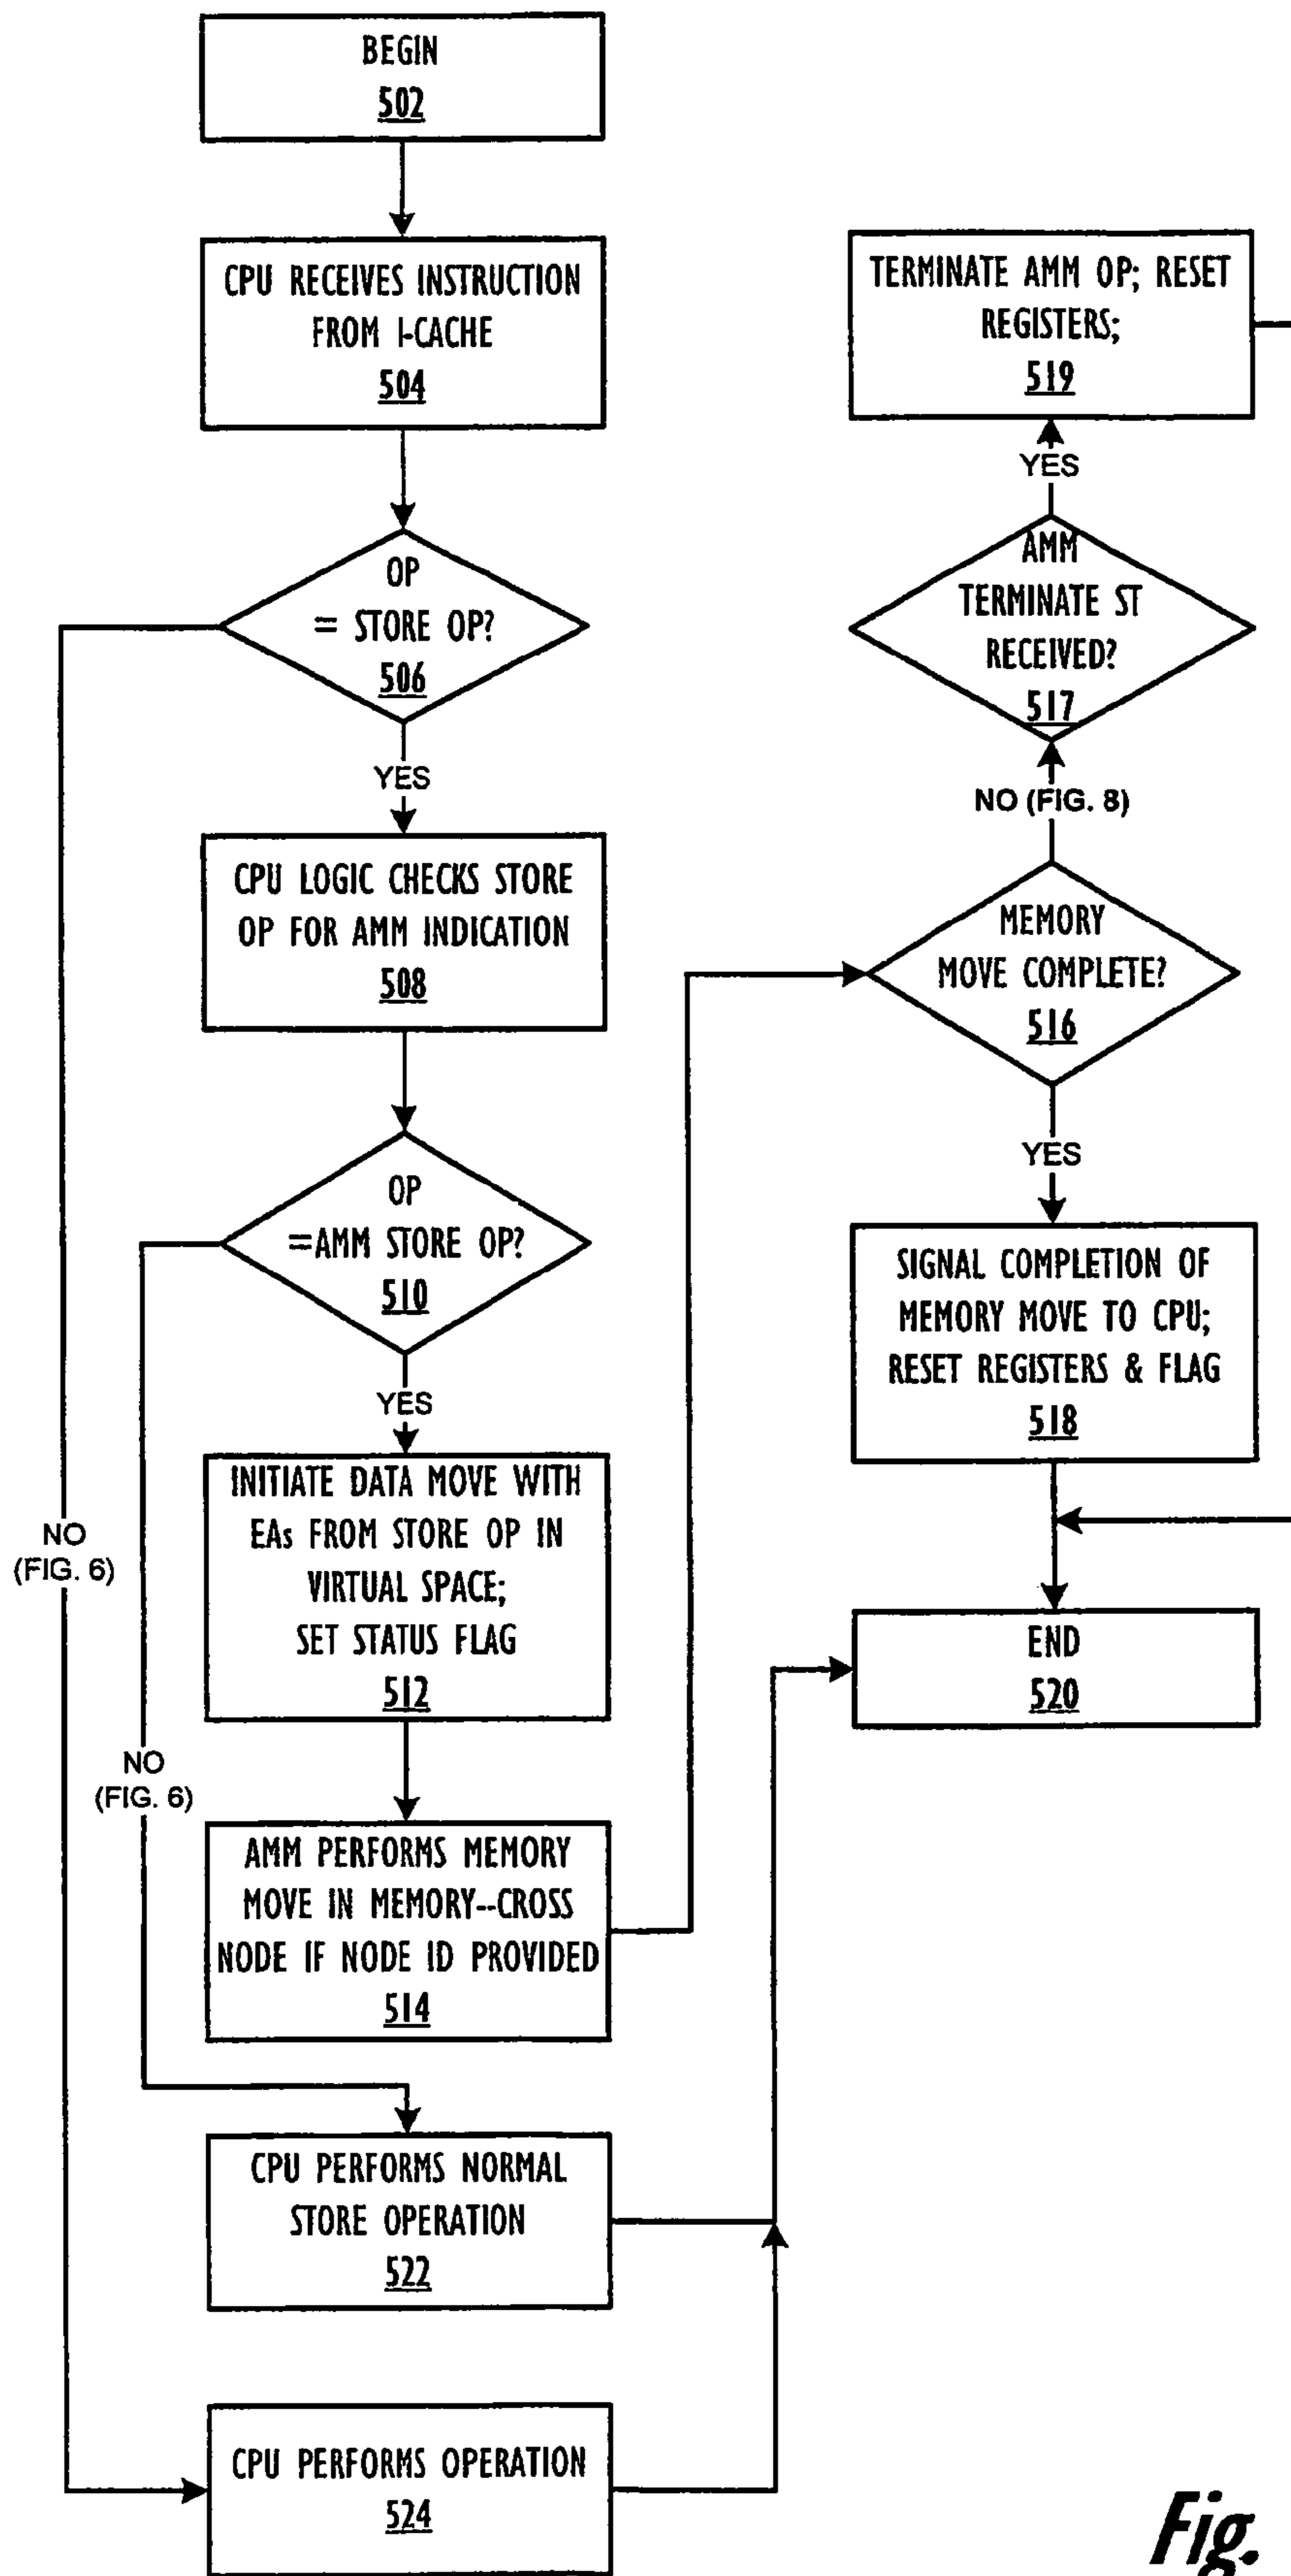 BEGIN
502
CPU RECEIVES INSTRUCTION
FROM I-CACHE
504
OP
= STORE OP?
506
YES
CPU LOGIC CHECKS STORE
OP FOR AMM INDICATION
508
OP
=AMM STORE OP?
510
YES
INITIATE DATA MOVE WITH
EAs FROM STORE OP IN
VIRTUAL SPACE;
SET STATUS FLAG
512
NO
(FIG. 6)
NO
(FIG. 6)
AMM PERFORMS MEMORY
MOVE IN MEMORY--CROSS
NODE IF NODE ID PROVIDED
514
CPU PERFORMS NORMAL
STORE OPERATION
522
CPU PERFORMS OPERATION
524
TERMINATE AMM OP; RESET
REGISTERS;
519
YES
AMM
TERMINATE ST
RECEIVED?
517
NO (FIG. 8)
MEMORY
MOVE COMPLETE?
516
YES
SIGNAL COMPLETION OF
MEMORY MOVE TO CPU;
RESET REGISTERS & FLAG
518
END
520
Fig.